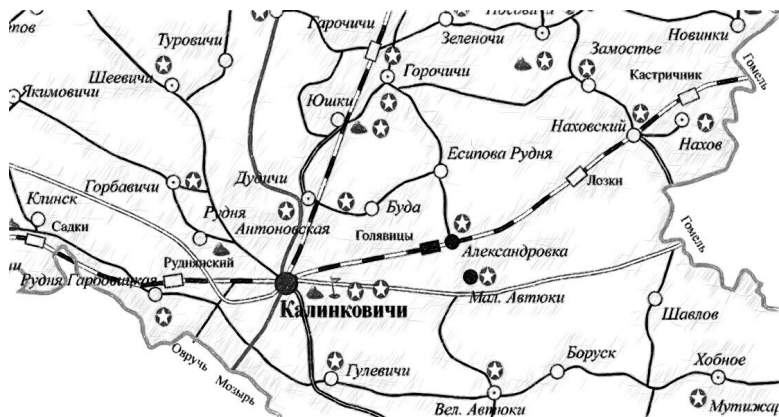 Гарочичи
Зеленочи
Новинки
Туровичи
Замостье
Гомель
Шеевичи
Горочичи
Кастричник
Якимовичи
Юшки
Наховский
Нахов
Есипова Рудня
Горбавичи
Дудичи
Лозки
Клинск
Рудня
Антоновская
Буда
Садки
Голявицы
Гомель
Руднянский
Александровка
Рудня Гарбовицкая
Калинковичи
Мал. Автюки
Шавлов
Овруч
Мозырь
Гулевичи
Боруск
Хобное
Вел. Автюки
Мутижар